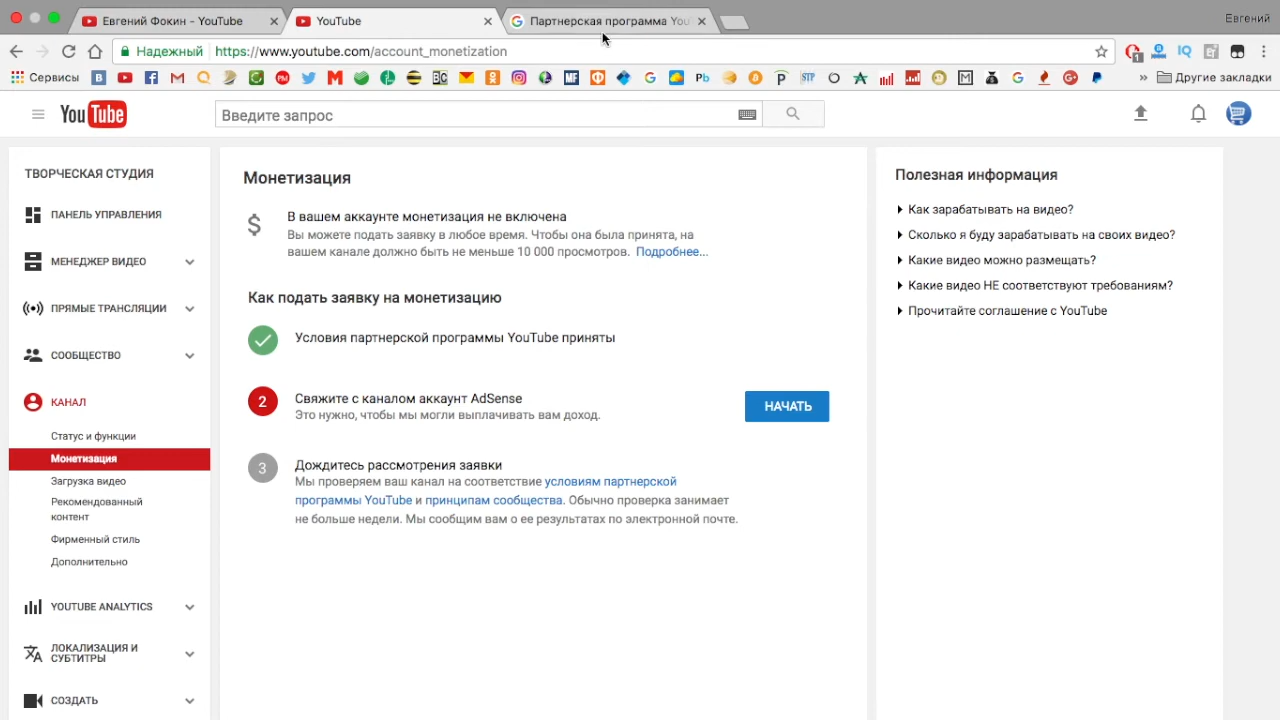 Евгений Фокин - YouTube
YouTube
Партнерская программа You
Евгений
Надежный
https://www.youtube.com/account_monetization
Сервисы
Другие закладки
YouTube
Введите запрос
ТВОРЧЕСКАЯ СТУДИЯ
ПАНЕЛЬ УПРАВЛЕНИЯ
МЕНЕДЖЕР ВИДЕО
ПРЯМЫЕ ТРАНСЛЯЦИИ
СООБЩЕСТВО
КАНАЛ
Статус и функции
Монетизация
Загрузка видео
Рекомендованный
контент
Фирменный стиль
Дополнительно
YOUTUBE ANALYTICS
ЛОКАЛИЗАЦИЯ И
СУБТИТРЫ
СОЗДАТЬ
Монетизация
В вашем аккаунте монетизация не включена
Вы можете подать заявку в любое время. Чтобы она была принята, на
вашем канале должно быть не меньше 10 000 просмотров. Подробнее...
Как подать заявку на монетизацию
Условия партнерской программы YouTube приняты
2
Свяжите с каналом аккаунт AdSense
Это нужно, чтобы мы могли выплачивать вам доход.
НАЧАТЬ
3
Дождитесь рассмотрения заявки
Мы проверяем ваш канал на соответствие условиям партнерской
программы YouTube и принципам сообщества. Обычно проверка занимает
не больше недели. Мы сообщим вам о ее результатах по электронной почте.
Полезная информация
Как зарабатывать на видео?
Сколько я буду зарабатывать на своих видео?
Какие видео можно размещать?
Какие видео НЕ соответствуют требованиям?
Прочитайте соглашение с YouTube